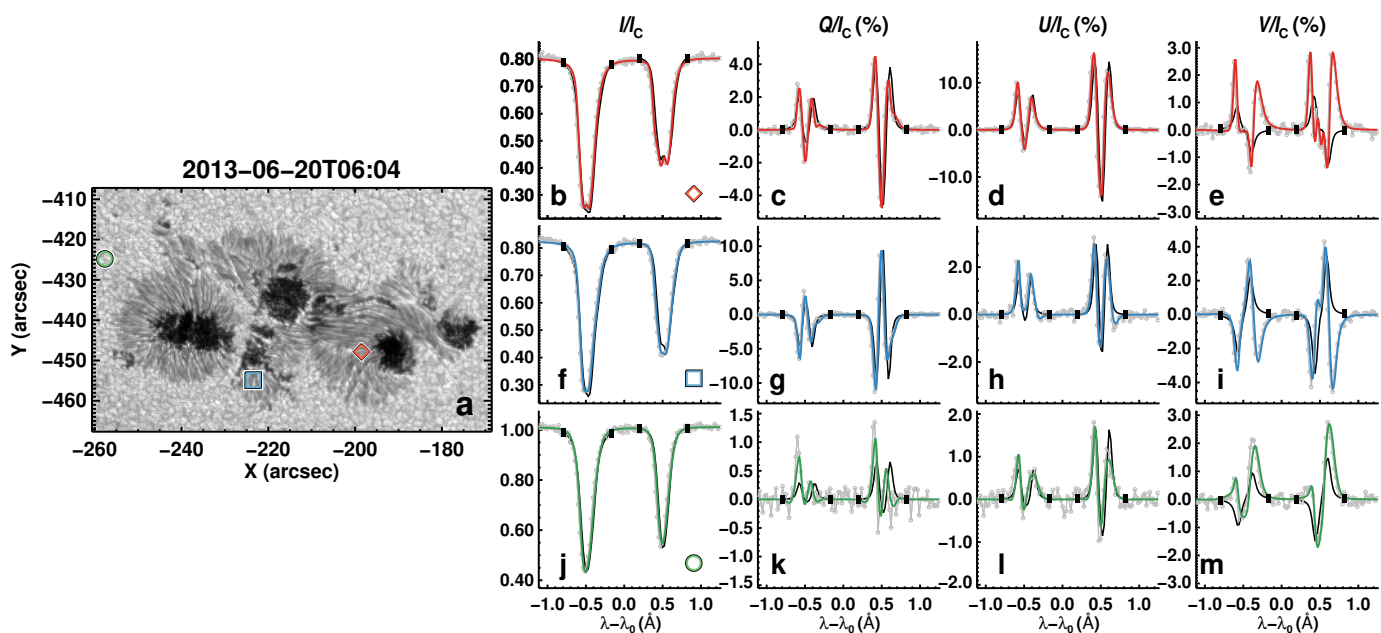 I/I_C
Q/I_C (%)
U/I_C (%)
V/I_C (%)
2013−06−20T06:04
−410
−420
−430
−440
−450
−460
Y (arcsec)
a
−260 −240 −220 −200 −180
X (arcsec)
0.80
0.70
0.60
0.50
0.40
0.30
b
4.0
2.0
0.0
−2.0
−4.0
c
10.0
0.0
−10.0
d
3.0
2.0
1.0
0.0
−1.0
−2.0
−3.0
e
0.80
0.70
0.60
0.50
0.40
0.30
f
10.0
5.0
0.0
−5.0
−10.0
g
2.0
0.0
−2.0
h
4.0
2.0
0.0
−2.0
−4.0
i
1.00
0.80
0.60
0.40
j
1.5
1.0
0.5
0.0
−0.5
−1.0
−1.5
k
2.0
1.0
0.0
−1.0
−2.0
l
3.0
2.0
1.0
0.0
−1.0
−2.0
−3.0
m
−1.0 −0.5 0.0 0.5 1.0
λ−λ₀ (Å)
−1.0 −0.5 0.0 0.5 1.0
λ−λ₀ (Å)
−1.0 −0.5 0.0 0.5 1.0
λ−λ₀ (Å)
−1.0 −0.5 0.0 0.5 1.0
λ−λ₀ (Å)